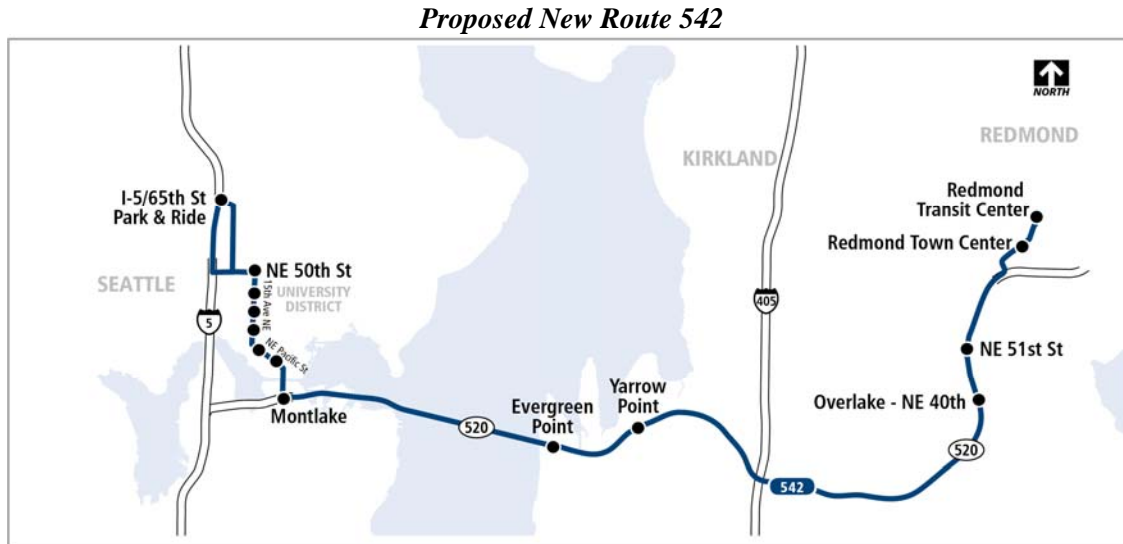 Proposed New Route 542
NORTH
REDMOND
KIRKLAND
Redmond
Transit Center
Redmond Town Center
I-5/65th St
Park & Ride
NE 50th St
SEATTLE
UNIVERSITY
DISTRICT
15th Ave NE
5
405
NE Pacific St
NE 51st St
Montlake
Yarrow
Point
Evergreen
Point
Overlake - NE 40th
520
520
542